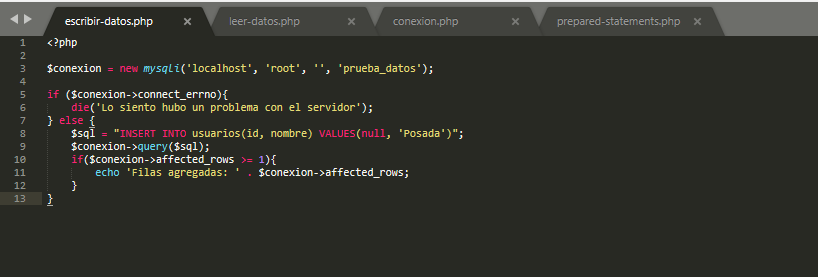 escribir-datos.php × leer-datos.php × conexion.php × prepared-statements.php ×
1 <?php
2
3 $conexion = new mysqli('localhost', 'root', '', 'prueba_datos');
4
5 if ($conexion->connect_errno){
6 die('Lo siento hubo un problema con el servidor');
7 } else {
8 $sql = "INSERT INTO usuarios(id, nombre) VALUES(null, 'Posada')";
9 $conexion->query($sql);
10 if($conexion->affected_rows >= 1){
11 echo 'Filas agregadas: ' . $conexion->affected_rows;
12 }
13 }